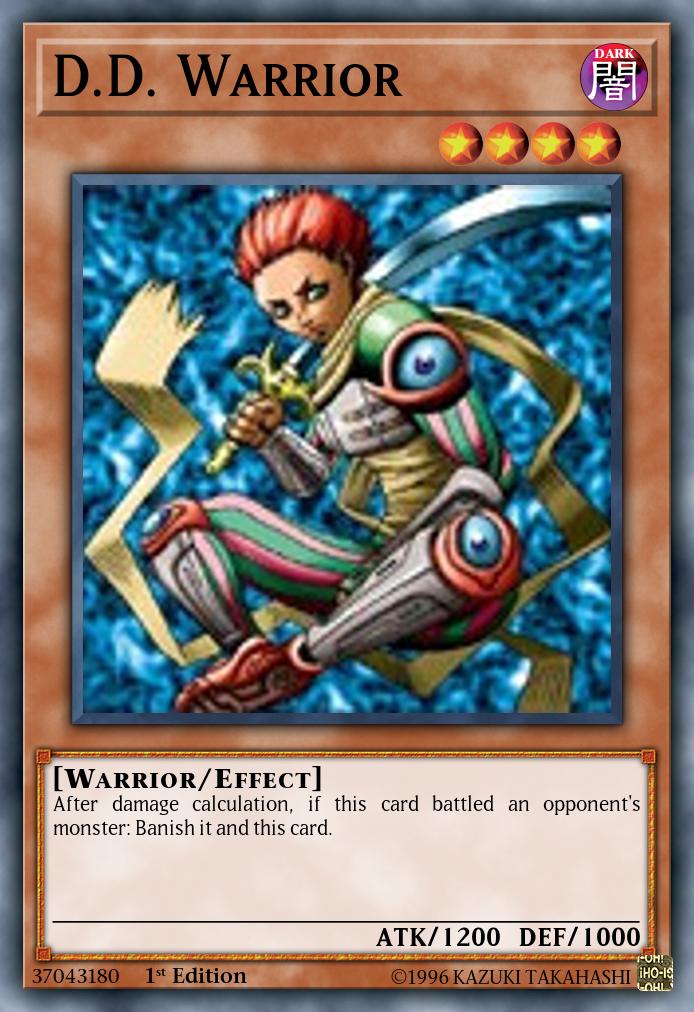 D.D. WARRIOR
DARK
闇
[WARRIOR/EFFECT]
After damage calculation, if this card battled an opponent's
monster: Banish it and this card.
ATK/1200 DEF/1000
37043180 1st Edition ©1996 KAZUKI TAKAHASHI